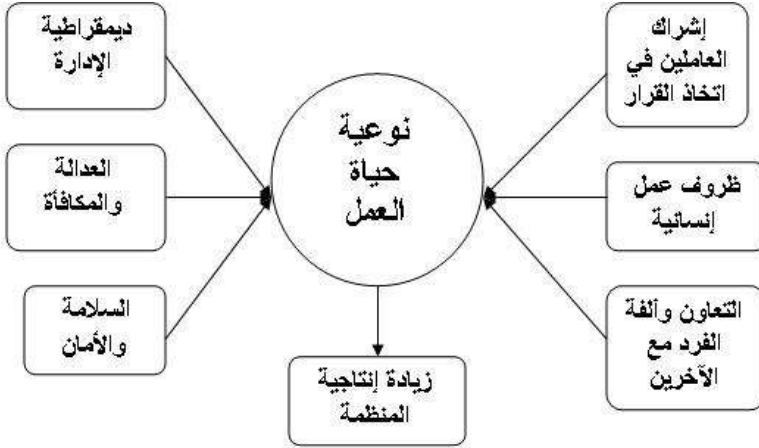 إشراك
العاملين في
اتخاذ القرار
ظروف عمل
إنسانية
التعاون وآلفة
الفرد مع
الآخرين
نوعية
حياة
العمل
ديمقراطية
الإدارة
العدالة
والمكافأة
السلامة
والأمان
زيادة إنتاجية
المنظمة